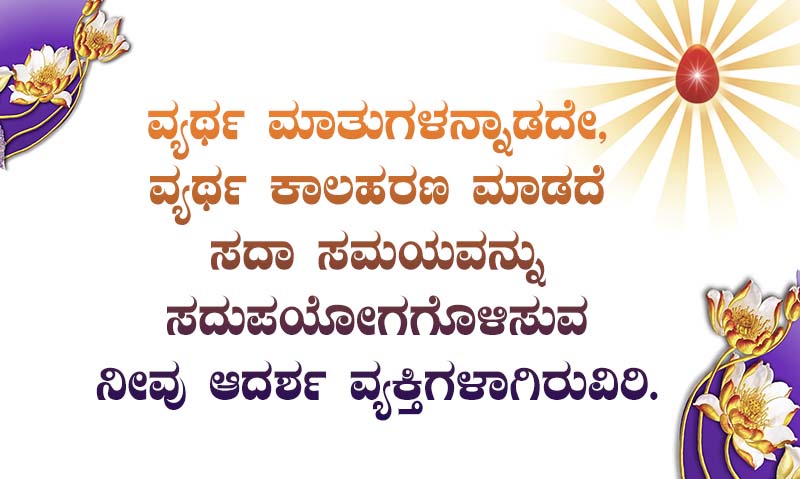 ವ್ಯರ್ಥ ಮಾತುಗಳನ್ನಾಡದೇ,
ವ್ಯರ್ಥ ಕಾಲಹರಣ ಮಾಡದೆ
ಸದಾ ಸಮಯವನ್ನು
ಸದುಪಯೋಗಗೊಳಿಸುವ
ನೀವು ಆದರ್ಶ ವ್ಯಕ್ತಿಗಳಾಗಿರುವಿರಿ.